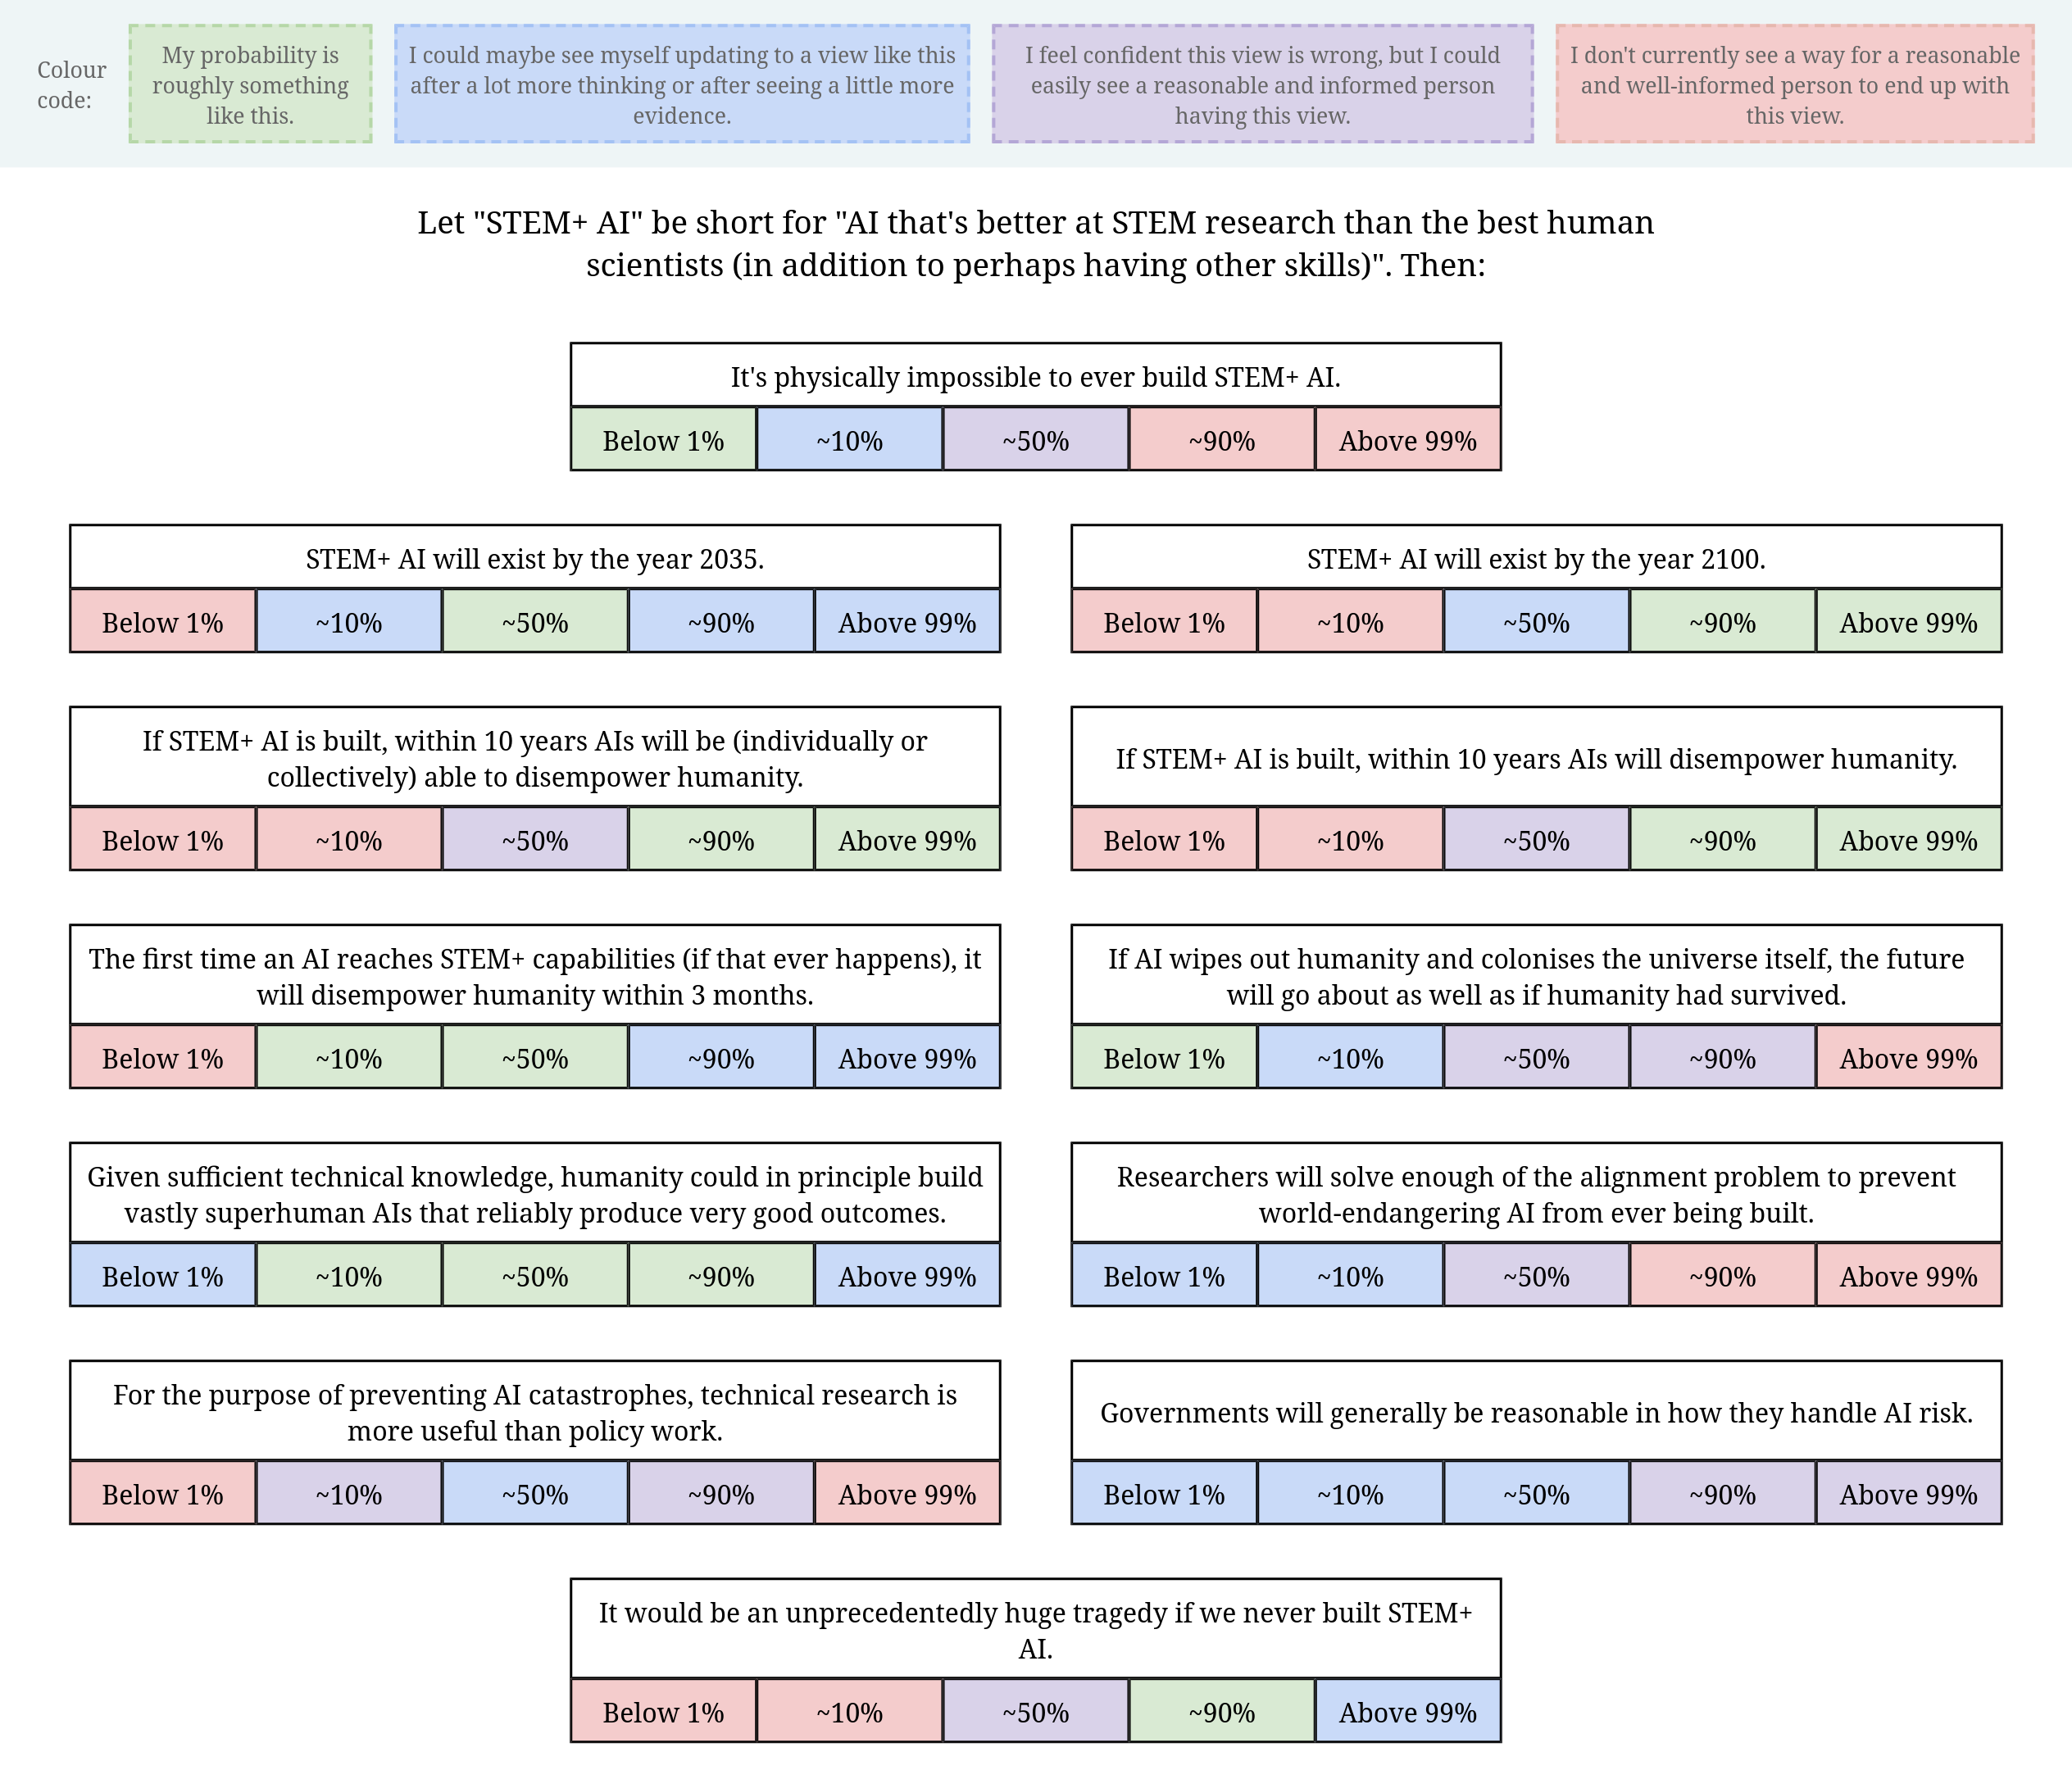 Colour
code:
My probability is
roughly something
like this.
I could maybe see myself updating to a view like this
after a lot more thinking or after seeing a little more
evidence.
I feel confident this view is wrong, but I could
easily see a reasonable and informed person
having this view.
I don't currently see a way for a reasonable
and well-informed person to end up with
this view.
Let "STEM+ AI" be short for "AI that's better at STEM research than the best human
scientists (in addition to perhaps having other skills)". Then:
It's physically impossible to ever build STEM+ AI.
Below 1% ~10% ~50% ~90% Above 99%
STEM+ AI will exist by the year 2035.
Below 1% ~10% ~50% ~90% Above 99%
STEM+ AI will exist by the year 2100.
Below 1% ~10% ~50% ~90% Above 99%
If STEM+ AI is built, within 10 years AIs will be (individually or
collectively) able to disempower humanity.
Below 1% ~10% ~50% ~90% Above 99%
If STEM+ AI is built, within 10 years AIs will disempower humanity.
Below 1% ~10% ~50% ~90% Above 99%
The first time an AI reaches STEM+ capabilities (if that ever happens), it
will disempower humanity within 3 months.
Below 1% ~10% ~50% ~90% Above 99%
If AI wipes out humanity and colonises the universe itself, the future
will go about as well as if humanity had survived.
Below 1% ~10% ~50% ~90% Above 99%
Given sufficient technical knowledge, humanity could in principle build
vastly superhuman AIs that reliably produce very good outcomes.
Below 1% ~10% ~50% ~90% Above 99%
Researchers will solve enough of the alignment problem to prevent
world-endangering AI from ever being built.
Below 1% ~10% ~50% ~90% Above 99%
For the purpose of preventing AI catastrophes, technical research is
more useful than policy work.
Below 1% ~10% ~50% ~90% Above 99%
Governments will generally be reasonable in how they handle AI risk.
Below 1% ~10% ~50% ~90% Above 99%
It would be an unprecedentedly huge tragedy if we never built STEM+
AI.
Below 1% ~10% ~50% ~90% Above 99%